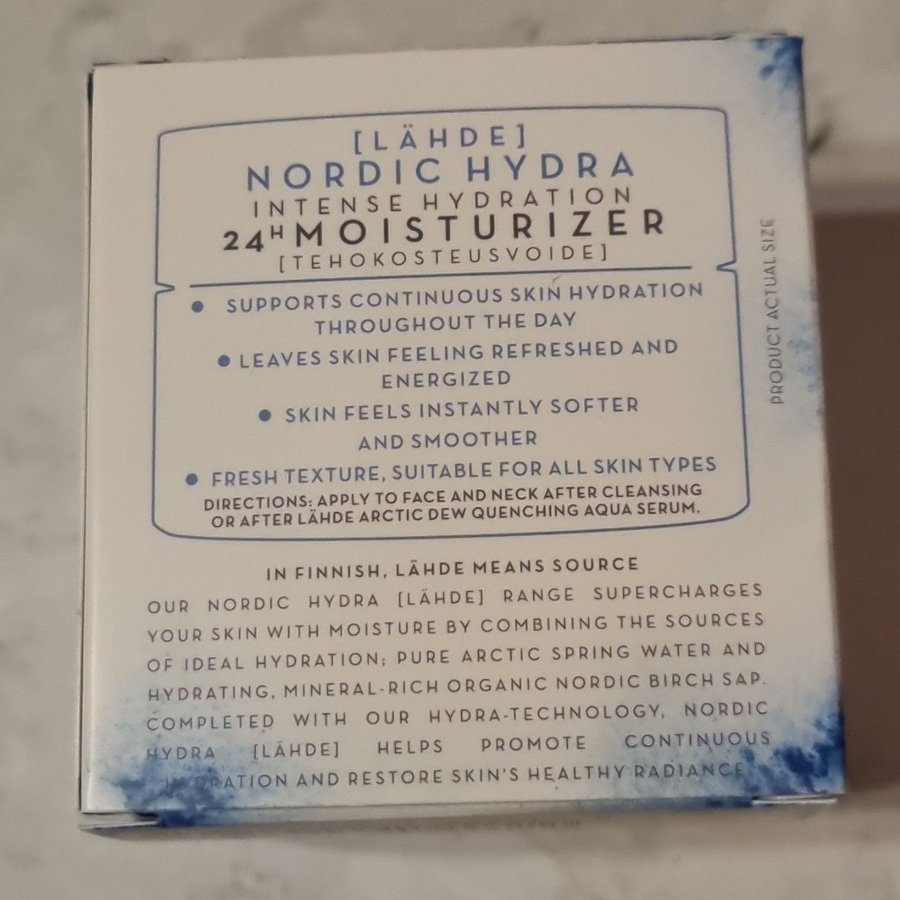 [LÄHDE]
NORDIC HYDRA
INTENSE HYDRATION
24H MOISTURIZER
[TEHOKOSTEUSVOIDE]
● SUPPORTS CONTINUOUS SKIN HYDRATION
THROUGHOUT THE DAY
● LEAVES SKIN FEELING REFRESHED AND
ENERGIZED
● SKIN FEELS INSTANTLY SOFTER
AND SMOOTHER
● FRESH TEXTURE, SUITABLE FOR ALL SKIN TYPES
DIRECTIONS: APPLY TO FACE AND NECK AFTER CLEANSING
OR AFTER LÄHDE ARCTIC DEW QUENCHING AQUA SERUM.
IN FINNISH, LÄHDE MEANS SOURCE
OUR NORDIC HYDRA [LÄHDE] RANGE SUPERCHARGES
YOUR SKIN WITH MOISTURE BY COMBINING THE SOURCES
OF IDEAL HYDRATION; PURE ARCTIC SPRING WATER AND
HYDRATING, MINERAL-RICH ORGANIC NORDIC BIRCH SAP.
COMPLETED WITH OUR HYDRA-TECHNOLOGY, NORDIC
HYDRA [LÄHDE] HELPS PROMOTE CONTINUOUS
HYDRATION AND RESTORE SKIN'S HEALTHY RADIANCE.
PRODUCT ACTUAL SIZE